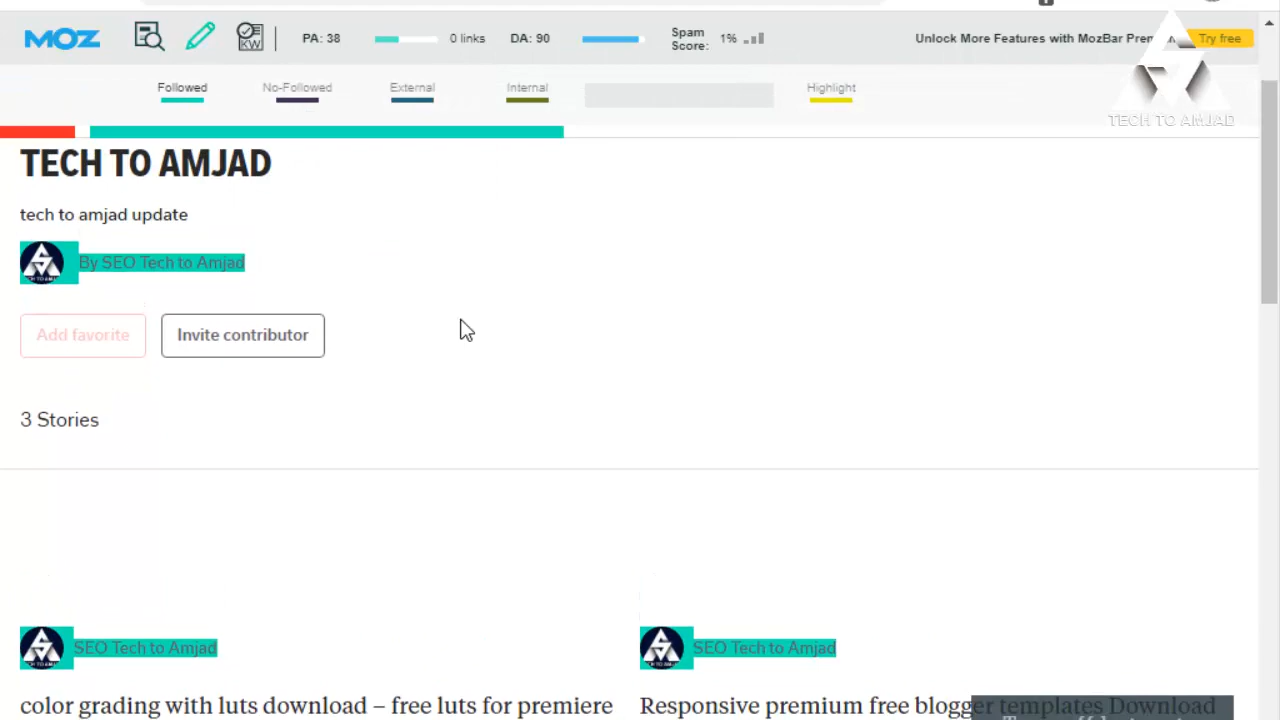 MOZ
KW
PA: 38
0 links
DA: 90
Spam Score: 1%
Unlock More Features with MozBar
Try free
Followed
No-Followed
External
Internal
Highlight
TECH TO AMJAD
TECH TO AMJAD
tech to amjad update
By SEO Tech to Amjad
Add favorite
Invite contributor
3 Stories
SEO Tech to Amjad
SEO Tech to Amjad
color grading with luts download – free luts for premiere
Responsive premium free blogger templates Download